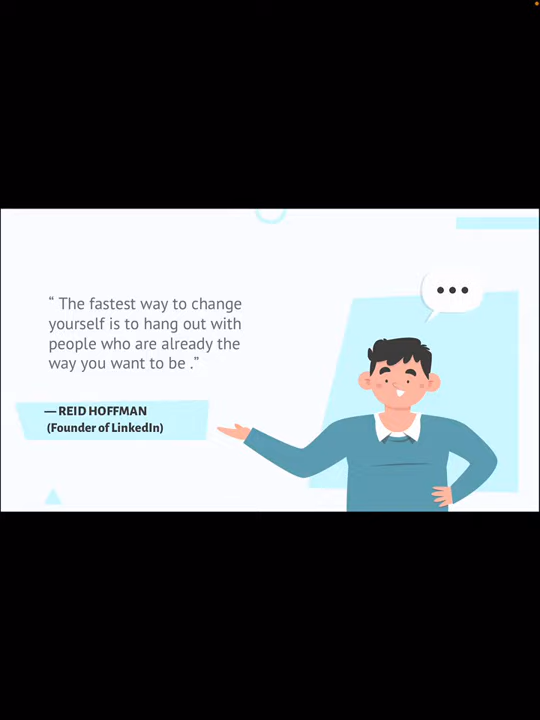 “ The fastest way to change
yourself is to hang out with
people who are already the
way you want to be .”
— REID HOFFMAN
(Founder of LinkedIn)